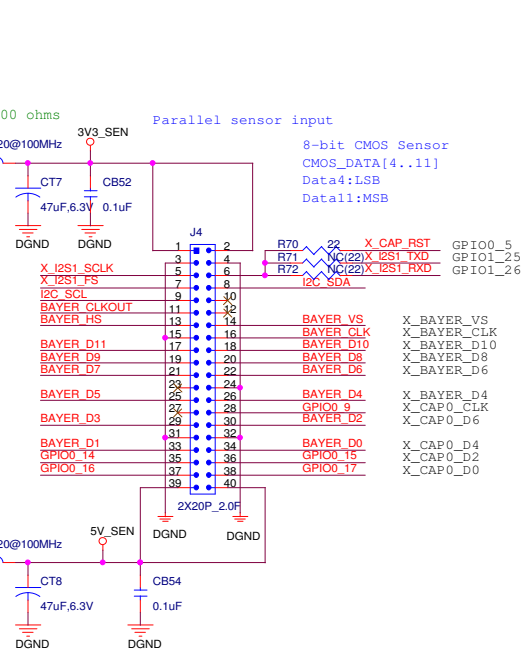 00 ohms
Parallel sensor input
3V3_SEN
20@100MHz
8-bit CMOS Sensor
CMOS_DATA[4..11]
Data4:LSB
Data11:MSB
CT7
CB52
47uF,6.3V
0.1uF
DGND
DGND
J4
1 2
3 4
5 6
7 8
9 10
11 12
13 14
15 16
17 18
19 20
21 22
23 24
25 26
27 28
29 30
31 32
33 34
35 36
37 38
39 40
R70 22 X_CAP_RST GPIO0_5
R71 NC(22) X_I2S1_TXD GPIO1_25
R72 NC(22) X_I2S1_RXD GPIO1_26
X_I2S1_SCLK
X_I2S1_FS
I2C_SDA
I2C_SCL
BAYER_CLKOUT
BAYER_HS
BAYER_VS X_BAYER_VS
BAYER_CLK X_BAYER_CLK
BAYER_D11
BAYER_D10 X_BAYER_D10
BAYER_D9
BAYER_D8 X_BAYER_D8
BAYER_D7
BAYER_D6 X_BAYER_D6
BAYER_D5
BAYER_D4 X_BAYER_D4
GPIO0_9 X_CAP0_CLK
BAYER_D3
BAYER_D2 X_CAP0_D6
BAYER_D1
BAYER_D0 X_CAP0_D4
GPIO0_14
GPIO0_15 X_CAP0_D2
GPIO0_16
GPIO0_17 X_CAP0_D0
2X20P_2.0F
DGND
DGND
5V_SEN
20@100MHz
CT8
CB54
47uF,6.3V
0.1uF
DGND
DGND